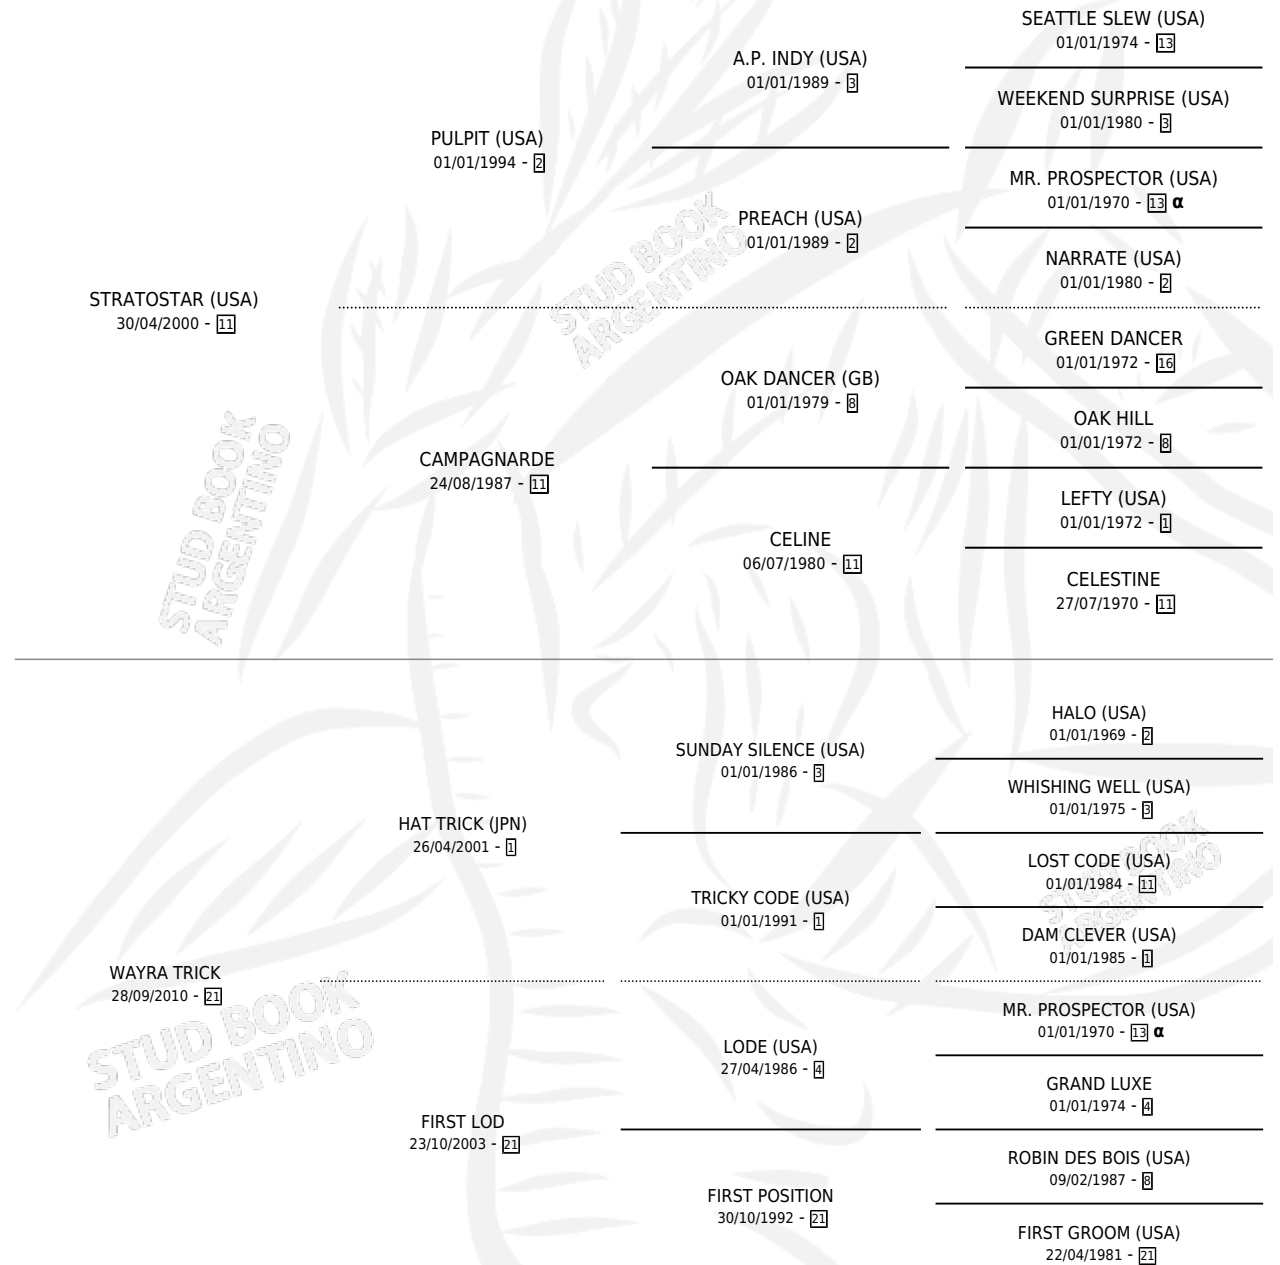 SEATTLE SLEW (USA)
01/01/1974 - 13
A.P. INDY (USA)
01/01/1989 - 3
WEEKEND SURPRISE (USA)
01/01/1980 - 3
PULPIT (USA)
01/01/1994 - 2
MR. PROSPECTOR (USA)
01/01/1970 - 13 α
PREACH (USA)
01/01/1989 - 2
NARRATE (USA)
01/01/1980 - 2
STRATOSTAR (USA)
30/04/2000 - 11
GREEN DANCER
01/01/1972 - 16
OAK DANCER (GB)
01/01/1979 - 8
OAK HILL
01/01/1972 - 8
CAMPAGNARDE
24/08/1987 - 11
LEFTY (USA)
01/01/1972 - 1
CELINE
06/07/1980 - 11
CELESTINE
27/07/1970 - 11
STUD BOOK
ARGENTINO
STUD BOOK
ARGENTINO
HALO (USA)
01/01/1969 - 2
SUNDAY SILENCE (USA)
01/01/1986 - 3
WHISHING WELL (USA)
01/01/1975 - 3
HAT TRICK (JPN)
26/04/2001 - 1
LOST CODE (USA)
01/01/1984 - 11
TRICKY CODE (USA)
01/01/1991 - 1
DAM CLEVER (USA)
01/01/1985 - 1
WAYRA TRICK
28/09/2010 - 21
MR. PROSPECTOR (USA)
01/01/1970 - 13 α
LODE (USA)
27/04/1986 - 4
GRAND LUXE
01/01/1974 - 4
FIRST LOD
23/10/2003 - 21
ROBIN DES BOIS (USA)
09/02/1987 - 8
FIRST POSITION
30/10/1992 - 21
FIRST GROOM (USA)
22/04/1981 - 21
STUD BOOK
ARGENTINO
STUD BOOK
ARGENTINO